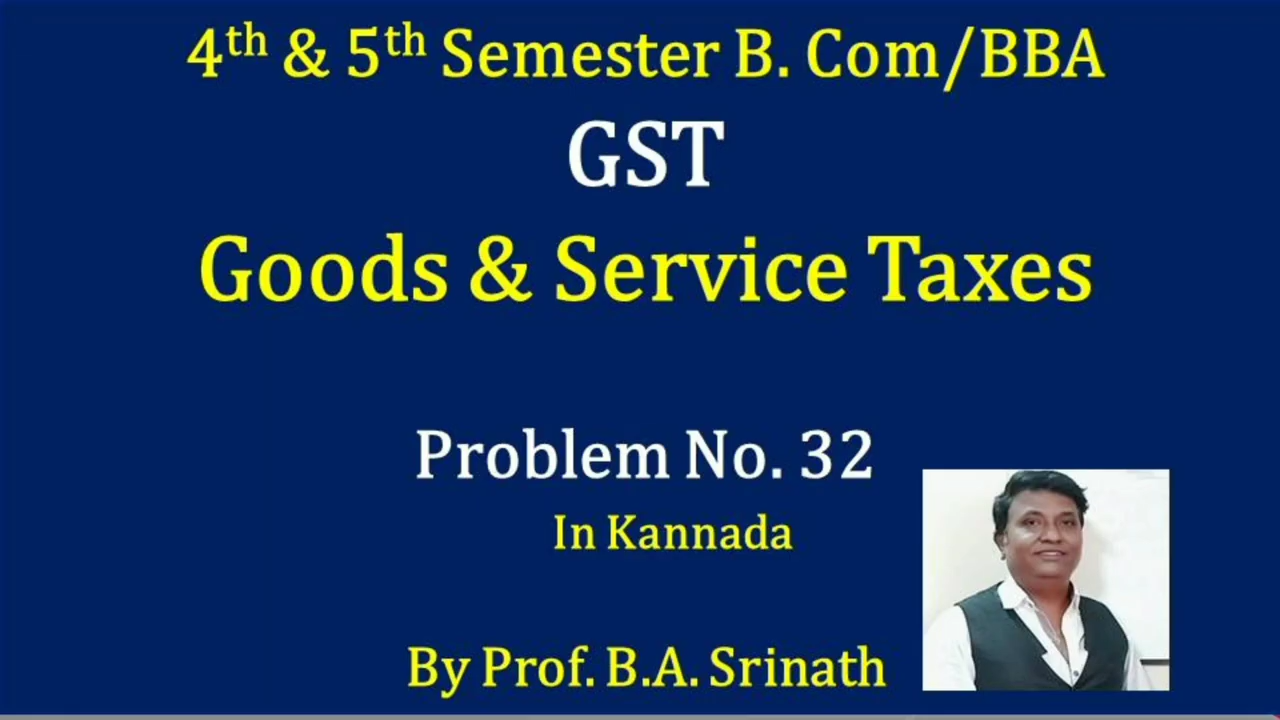 4th & 5th Semester B. Com/BBA
GST
Goods & Service Taxes
Problem No. 32
In Kannada
By Prof. B.A. Srinath